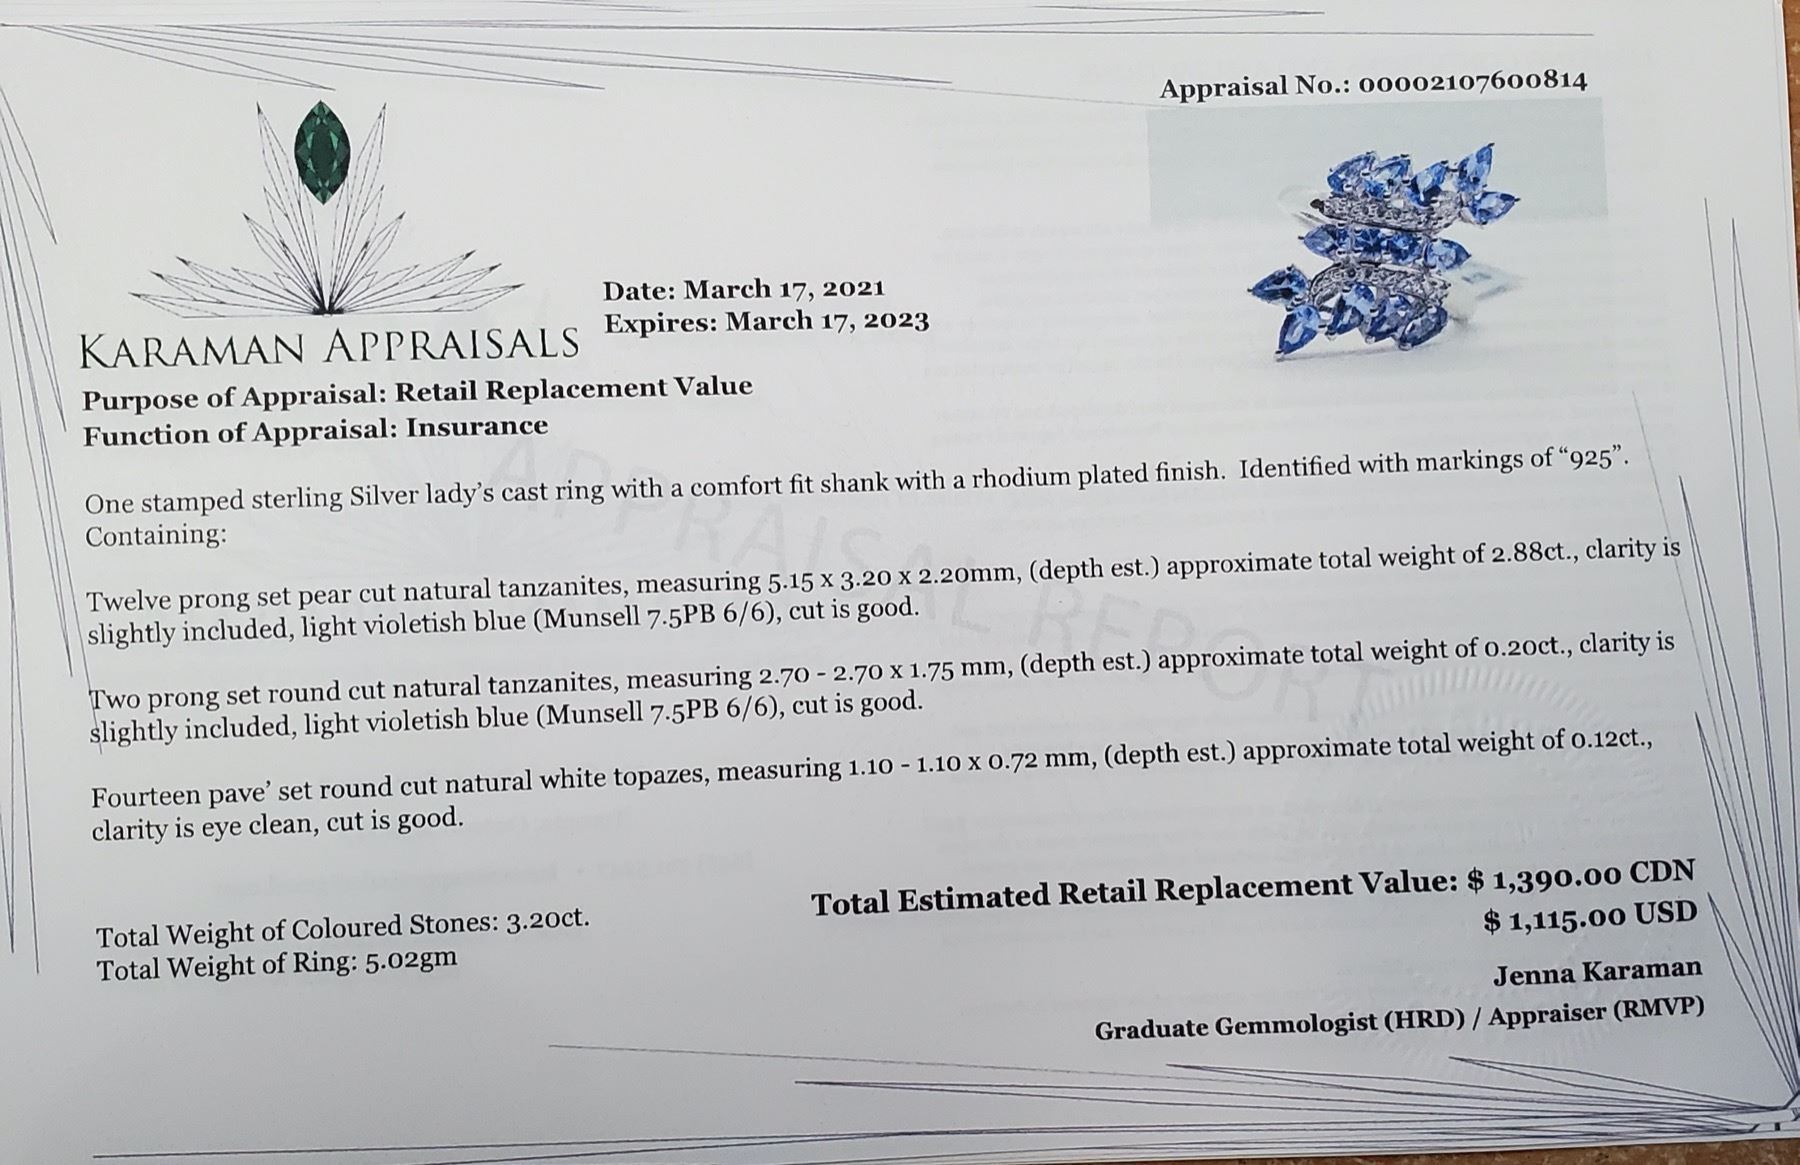 Appraisal No.: 00002107600814
KARAMAN APPRAISALS
Date: March 17, 2021
Expires: March 17, 2023
Purpose of Appraisal: Retail Replacement Value
Function of Appraisal: Insurance
One stamped sterling Silver lady's cast ring with a comfort fit shank with a rhodium plated finish. Identified with markings of “925”.
Containing:
Twelve prong set pear cut natural tanzanites, measuring 5.15 x 3.20 x 2.20mm, (depth est.) approximate total weight of 2.88ct., clarity is
slightly included, light violetish blue (Munsell 7.5PB 6/6), cut is good.
Two prong set round cut natural tanzanites, measuring 2.70 - 2.70 x 1.75 mm, (depth est.) approximate total weight of 0.20ct., clarity is
slightly included, light violetish blue (Munsell 7.5PB 6/6), cut is good.
Fourteen pave’ set round cut natural white topazes, measuring 1.10 - 1.10 x 0.72 mm, (depth est.) approximate total weight of 0.12ct.,
clarity is eye clean, cut is good.
APPRAISAL REPORT
Total Estimated Retail Replacement Value: $ 1,390.00 CDN
$ 1,115.00 USD
Total Weight of Coloured Stones: 3.20ct.
Total Weight of Ring: 5.02gm
Jenna Karaman
Graduate Gemmologist (HRD) / Appraiser (RMVP)